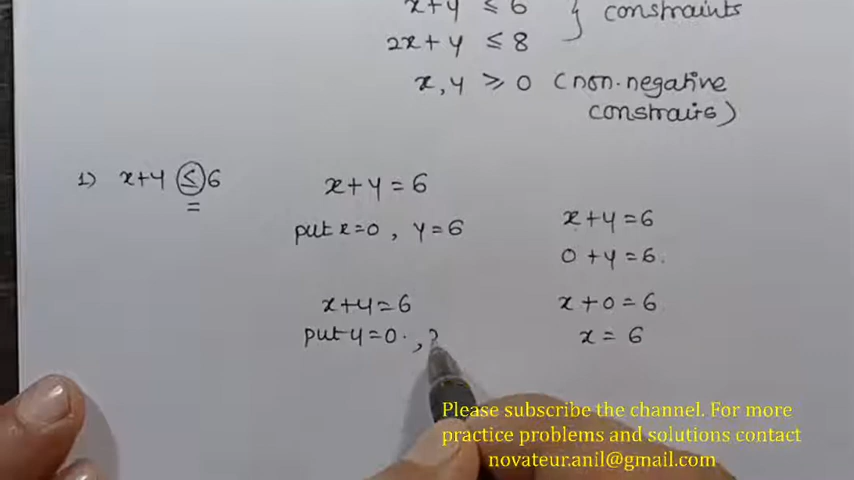 x+y ≤ 6 } constraints
2x+y ≤ 8
x,y ≥ 0 (non-negative
constrairs)
1) x+y ≤ 6
x+y = 6
put x=0, y=6
x+y=6
put y=0.,
x+y=6
0+y=6.
x+0=6
x=6
Please subscribe the channel. For more
practice problems and solutions contact
novateur.anil@gmail.com